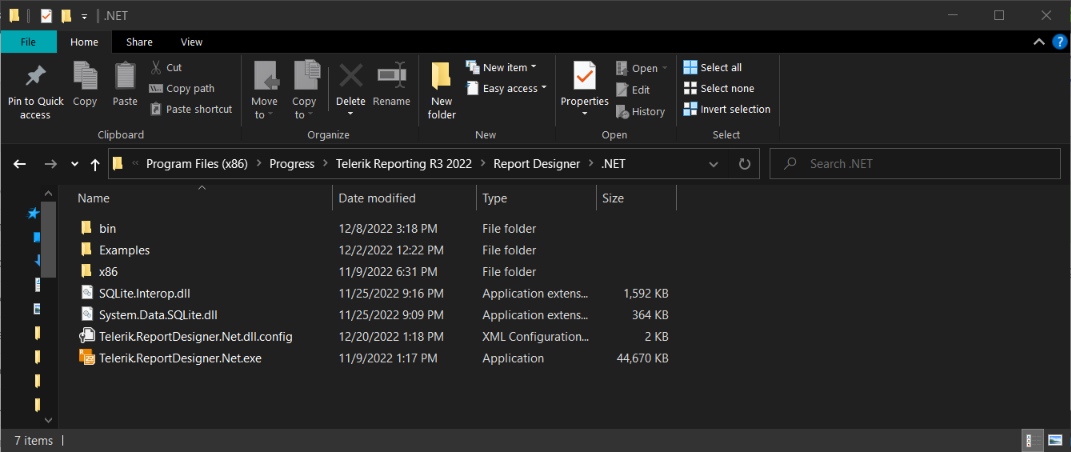 .NET
File Home Share View
Pin to Quick access
Copy
Paste
Cut
Copy path
Paste shortcut
Clipboard
Move to
Copy to
Delete
Rename
Organize
New folder
New item
Easy access
New
Properties
Open
Edit
History
Open
Select all
Select none
Invert selection
Select
« Program Files (x86) Progress Telerik Reporting R3 2022 Report Designer .NET
Search .NET
Name Date modified Type Size
bin 12/8/2022 3:18 PM File folder
Examples 12/2/2022 12:22 PM File folder
x86 11/9/2022 6:31 PM File folder
SQLite.Interop.dll 11/25/2022 9:16 PM Application extens... 1,592 KB
System.Data.SQLite.dll 11/25/2022 9:09 PM Application extens... 364 KB
Telerik.ReportDesigner.Net.dll.config 12/20/2022 1:18 PM XML Configuration... 2 KB
Telerik.ReportDesigner.Net.exe 11/9/2022 1:17 PM Application 44,670 KB
7 items